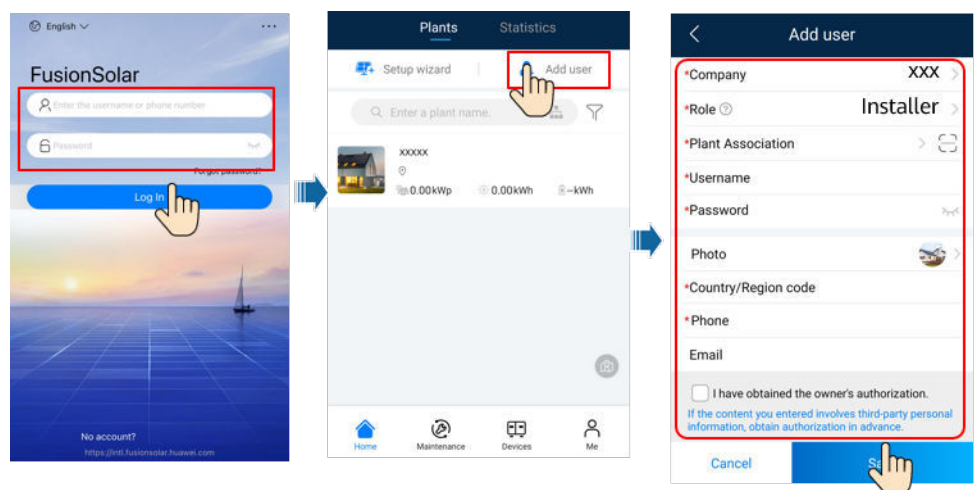 English
...
FusionSolar
Enter the username or phone number
Password
Forgot password?
Log In
No account?
https://intl.fusionsolar.huawei.com
Plants Statistics
Setup wizard Add user
Enter a plant name.
xxxxx
0.00kWp 0.00kWh –kWh
Home Maintenance Devices Me
Add user
*Company XXX
*Role Installer
*Plant Association
*Username
*Password
Photo
*Country/Region code
*Phone
Email
I have obtained the owner's authorization.
If the content you entered involves third-party personal
information, obtain authorization in advance.
Cancel